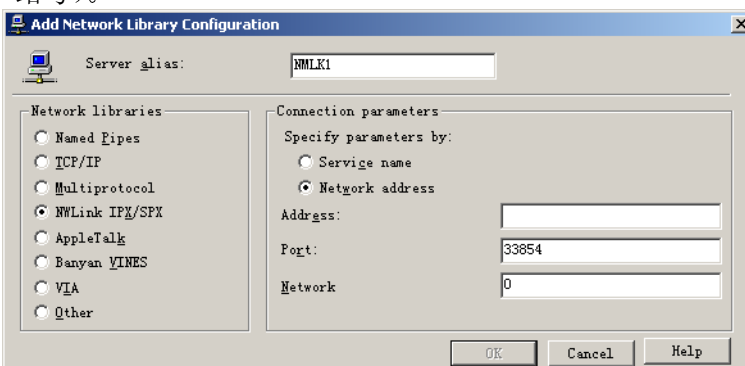 Add Network Library Configuration
Server alias:
NMLK1
Network libraries
Named Pipes
TCP/IP
Multiprotocol
NWLink IPX/SPX
AppleTalk
Banyan VINES
VIA
Other
Connection parameters
Specify parameters by:
Service name
Network address
Address:
Port:
33854
Network
0
OK
Cancel
Help